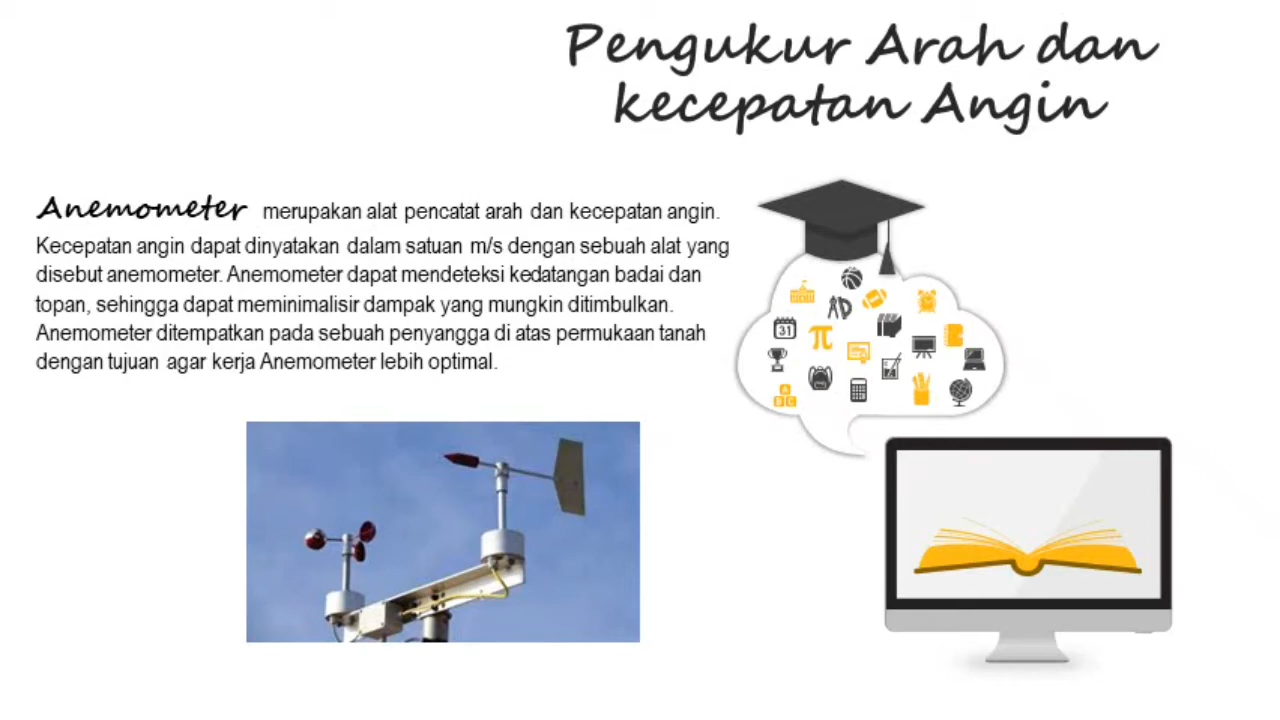 Pengukur Arah dan
kecepatan Angin
Anemometer merupakan alat pencatat arah dan kecepatan angin.
Kecepatan angin dapat dinyatakan dalam satuan m/s dengan sebuah alat yang
disebut anemometer. Anemometer dapat mendeteksi kedatangan badai dan
topan, sehingga dapat meminimalisir dampak yang mungkin ditimbulkan.
Anemometer ditempatkan pada sebuah penyangga di atas permukaan tanah
dengan tujuan agar kerja Anemometer lebih optimal.
31
π
A
B C